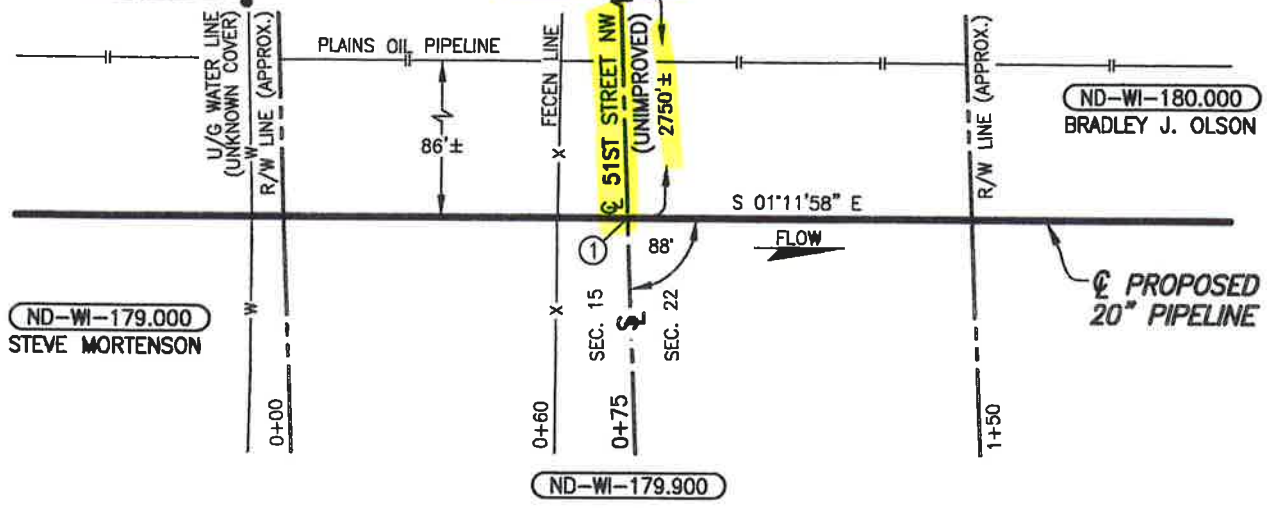 U/G WATER LINE
(UNKNOWN COVER)
R/W LINE (APPROX.)
PLAINS OIL PIPELINE
FECEN LINE
℄ 51ST STREET NW
(UNIMPROVED)
2750'±
R/W LINE (APPROX.)
ND-WI-180.000
BRADLEY J. OLSON
86'±
W
X
S 01°11'58" E
1
88'
FLOW
℄ PROPOSED
20" PIPELINE
ND-WI-179.000
STEVE MORTENSON
W
X
SEC. 15
SEC. 22
0+00
0+60
0+75
1+50
ND-WI-179.900